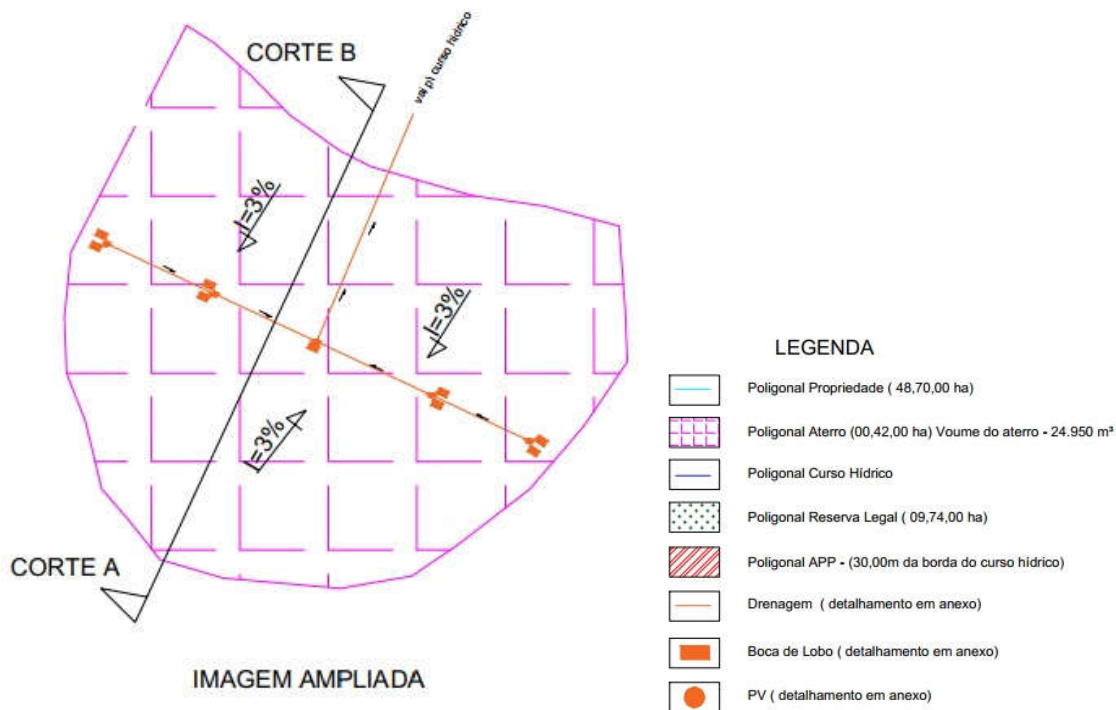 CORTE B
vai p\ curso hídrico
I=3%
I=3%
I=3%
CORTE A
IMAGEM AMPLIADA
LEGENDA
Poligonal Propriedade ( 48,70,00 ha)
Poligonal Aterro (00,42,00 ha) Voume do aterro - 24.950 m³
Poligonal Curso Hídrico
Poligonal Reserva Legal ( 09,74,00 ha)
Poligonal APP - (30,00m da borda do curso hídrico)
Drenagem ( detalhamento em anexo)
Boca de Lobo ( detalhamento em anexo)
PV ( detalhamento em anexo)